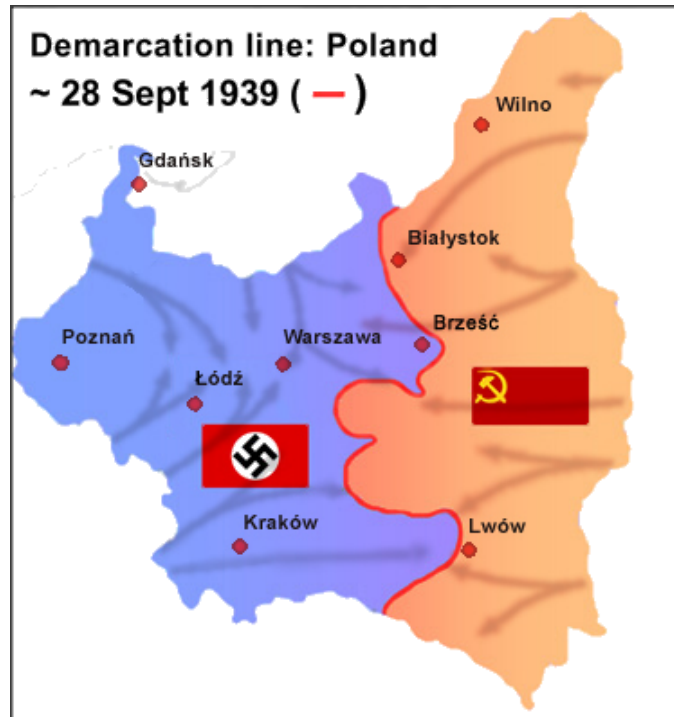 Demarcation line: Poland
~ 28 Sept 1939 ( — )
Wilno
Gdańsk
Białystok
Poznań
Warszawa
Brześć
Łódź
Kraków
Lwów